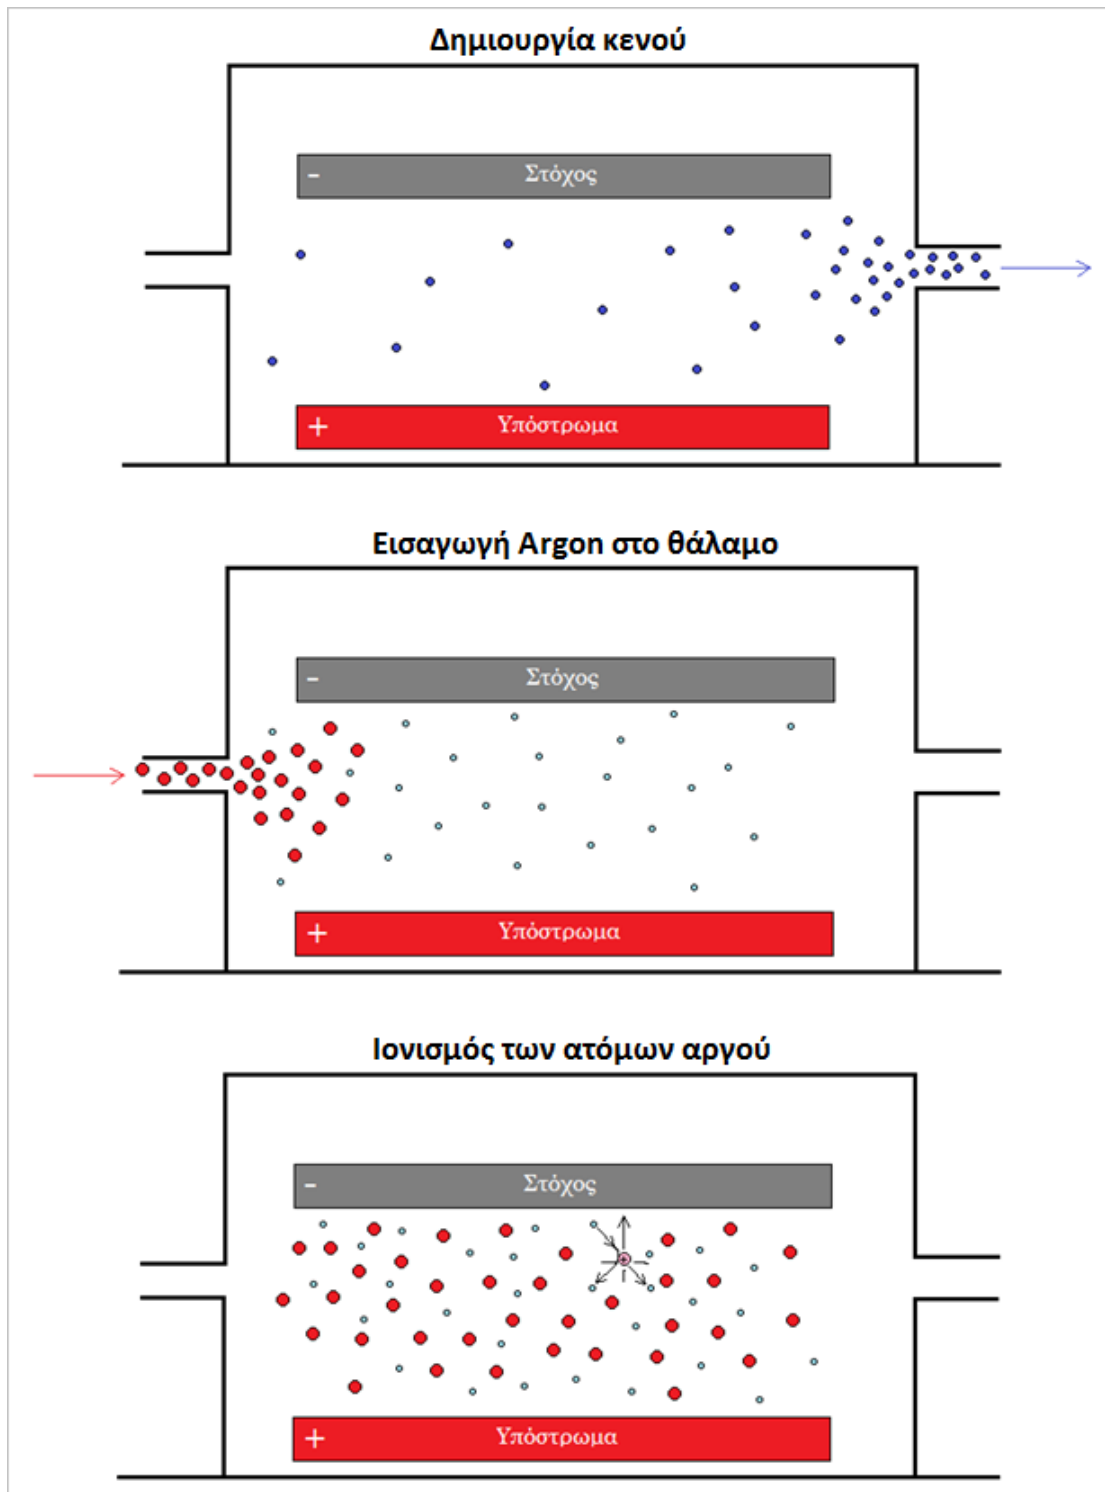 Δημιουργία κενού
- Στόχος
+ Υπόστρωμα
Εισαγωγή Argon στο θάλαμο
- Στόχος
+ Υπόστρωμα
Ιονισμός των ατόμων αργού
- Στόχος
+
+ Υπόστρωμα